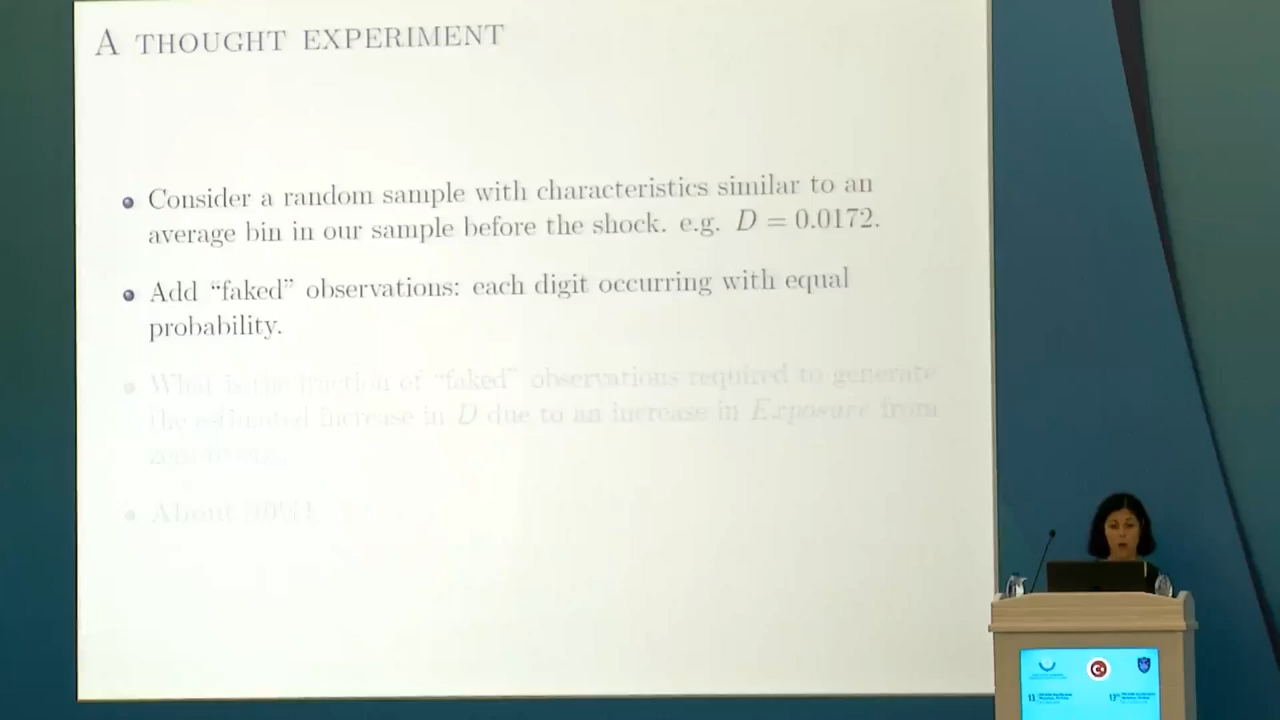 A THOUGHT EXPERIMENT
Consider a random sample with characteristics similar to an
average bin in our sample before the shock. e.g. D = 0.0172.
Add “faked” observations: each digit occurring with equal
probability.
What is the fraction of “faked” observations required to generate
the estimated increase in D due to an increase in Exposure from
About